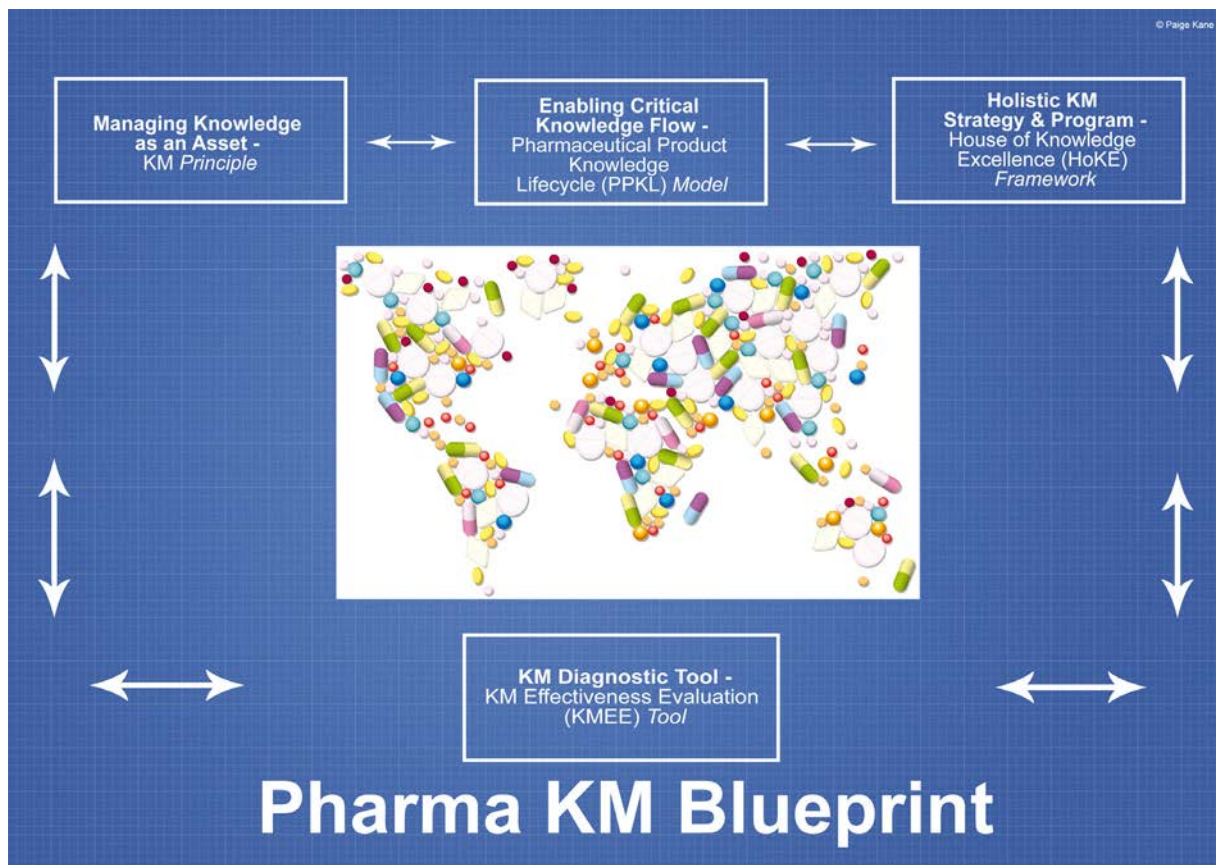 © Paige Kane
Managing Knowledge
as an Asset -
KM Principle
Enabling Critical
Knowledge Flow -
Pharmaceutical Product
Knowledge
Lifecycle (PPKL) Model
Holistic KM
Strategy & Program -
House of Knowledge
Excellence (HoKE)
Framework
KM Diagnostic Tool -
KM Effectiveness Evaluation
(KMEE) Tool
Pharma KM Blueprint